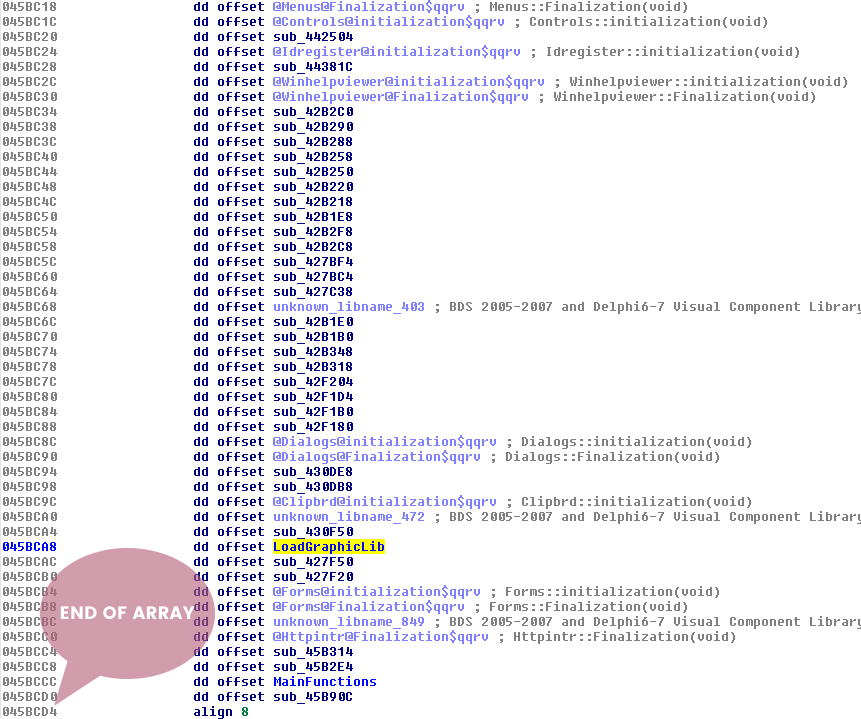 045BC18 dd offset @Menus@Finalization$qqrv ; Menus::Finalization(void)
045BC1C dd offset @Controls@initialization$qqrv ; Controls::initialization(void)
045BC20 dd offset sub_442504
045BC24 dd offset @Idregister@initialization$qqrv ; Idregister::initialization(void)
045BC28 dd offset sub_44381C
045BC2C dd offset @Winhelpviewer@initialization$qqrv ; Winhelpviewer::initialization(void)
045BC30 dd offset @Winhelpviewer@Finalization$qqrv ; Winhelpviewer::Finalization(void)
045BC34 dd offset sub_42B2C0
045BC38 dd offset sub_42B290
045BC3C dd offset sub_42B288
045BC40 dd offset sub_42B258
045BC44 dd offset sub_42B250
045BC48 dd offset sub_42B220
045BC4C dd offset sub_42B218
045BC50 dd offset sub_42B1E8
045BC54 dd offset sub_42B2F8
045BC58 dd offset sub_42B2C8
045BC5C dd offset sub_427BF4
045BC60 dd offset sub_427BC4
045BC64 dd offset sub_427C38
045BC68 dd offset unknown_libname_403 ; BDS 2005-2007 and Delphi6-7 Visual Component Library
045BC6C dd offset sub_42B1E0
045BC70 dd offset sub_42B1B0
045BC74 dd offset sub_42B348
045BC78 dd offset sub_42B318
045BC7C dd offset sub_42F204
045BC80 dd offset sub_42F1D4
045BC84 dd offset sub_42F1B0
045BC88 dd offset sub_42F180
045BC8C dd offset @Dialogs@initialization$qqrv ; Dialogs::initialization(void)
045BC90 dd offset @Dialogs@Finalization$qqrv ; Dialogs::Finalization(void)
045BC94 dd offset sub_430DE8
045BC98 dd offset sub_430DB8
045BC9C dd offset @Clipbrd@initialization$qqrv ; Clipbrd::initialization(void)
045BCA0 dd offset unknown_libname_472 ; BDS 2005-2007 and Delphi6-7 Visual Component Library
045BCA4 dd offset sub_430F50
045BCA8 dd offset LoadGraphicLib
045BCAC dd offset sub_427F50
045BCB0 dd offset sub_427F20
045BCB4 dd offset @Forms@initialization$qqrv ; Forms::initialization(void)
045BCB8 dd offset @Forms@Finalization$qqrv ; Forms::Finalization(void)
END OF ARRAY
045BCBC dd offset unknown_libname_849 ; BDS 2005-2007 and Delphi6-7 Visual Component Library
045BCC0 dd offset @Httpintr@Finalization$qqrv ; Httpintr::Finalization(void)
045BCC4 dd offset sub_45B314
045BCC8 dd offset sub_45B2E4
045BCCC dd offset MainFunctions
045BCD0 dd offset sub_45B90C
045BCD4 align 8